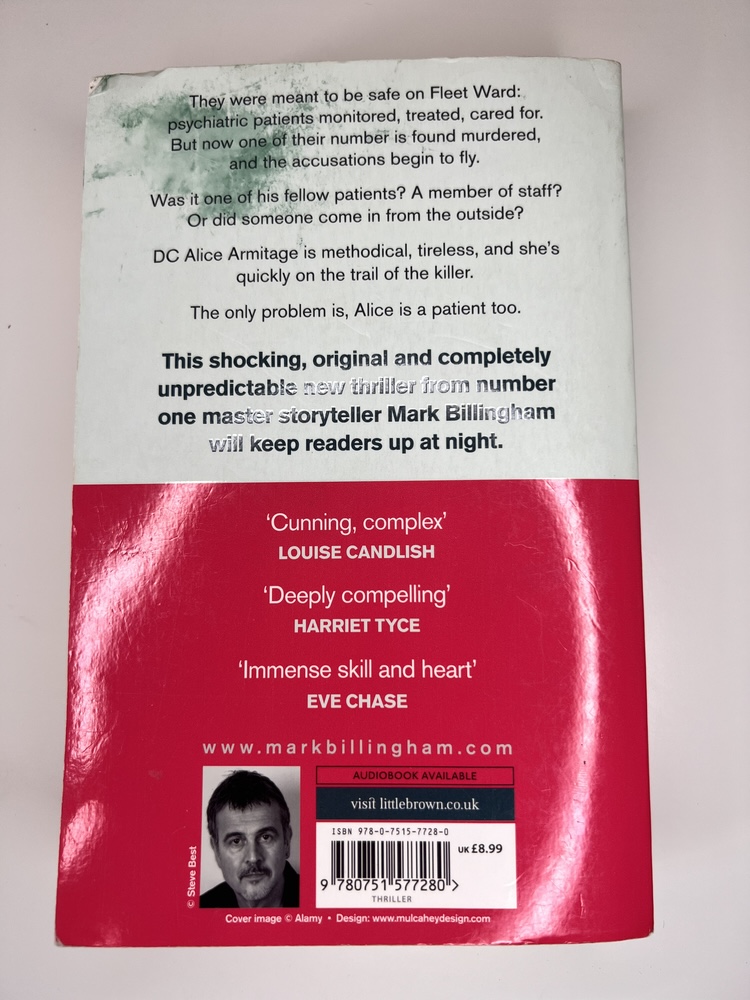 They were meant to be safe on Fleet Ward:
psychiatric patients monitored, treated, cared for.
But now one of their number is found murdered,
and the accusations begin to fly.
Was it one of his fellow patients? A member of staff?
Or did someone come in from the outside?
DC Alice Armitage is methodical, tireless, and she's
quickly on the trail of the killer.
The only problem is, Alice is a patient too.
This shocking, original and completely
unpredictable new thriller from number
one master storyteller Mark Billingham
will keep readers up at night.
'Cunning, complex'
LOUISE CANDLISH
'Deeply compelling'
HARRIET TYCE
'Immense skill and heart'
EVE CHASE
www.markbillingham.com
© Steve Best
AUDIOBOOK AVAILABLE
visit littlebrown.co.uk
ISBN 978-0-7515-7728-0
UK £8.99
9 780751 577280 >
THRILLER
Cover image © Alamy • Design: www.mulcaheydesign.com